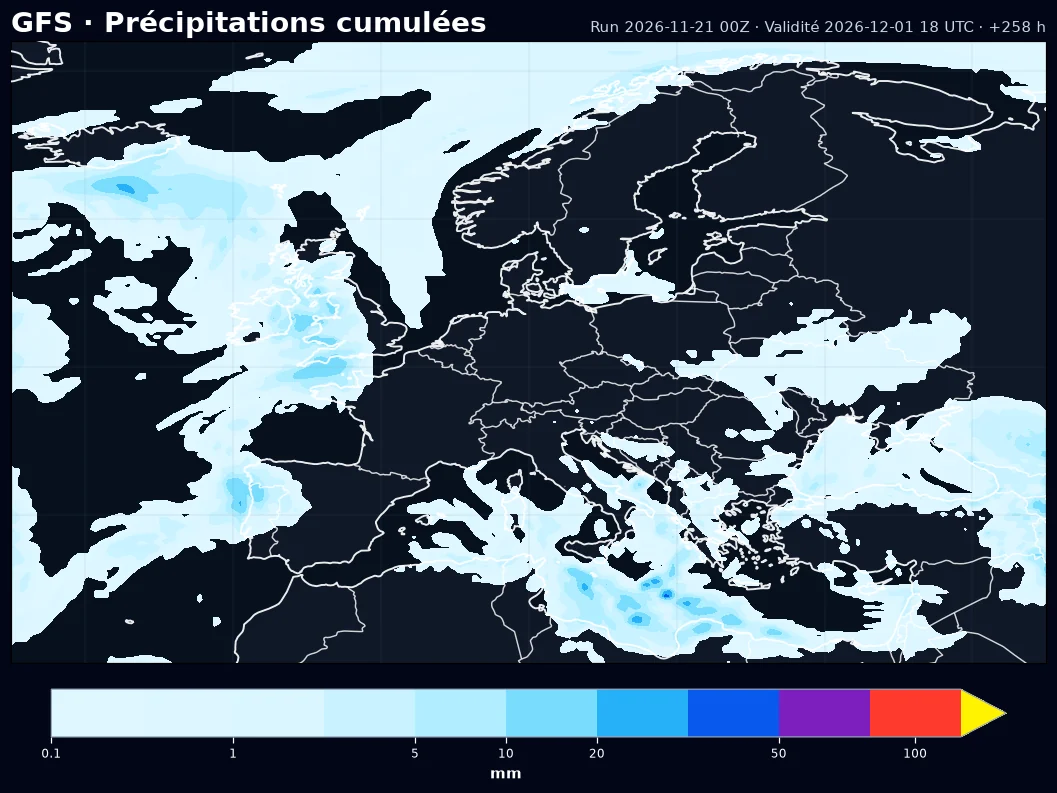 GFS · Précipitations cumulées
Run 2026-11-21 00Z · Validité 2026-12-01 18 UTC · +258 h
0.1 1 5 10 20 50 100
mm